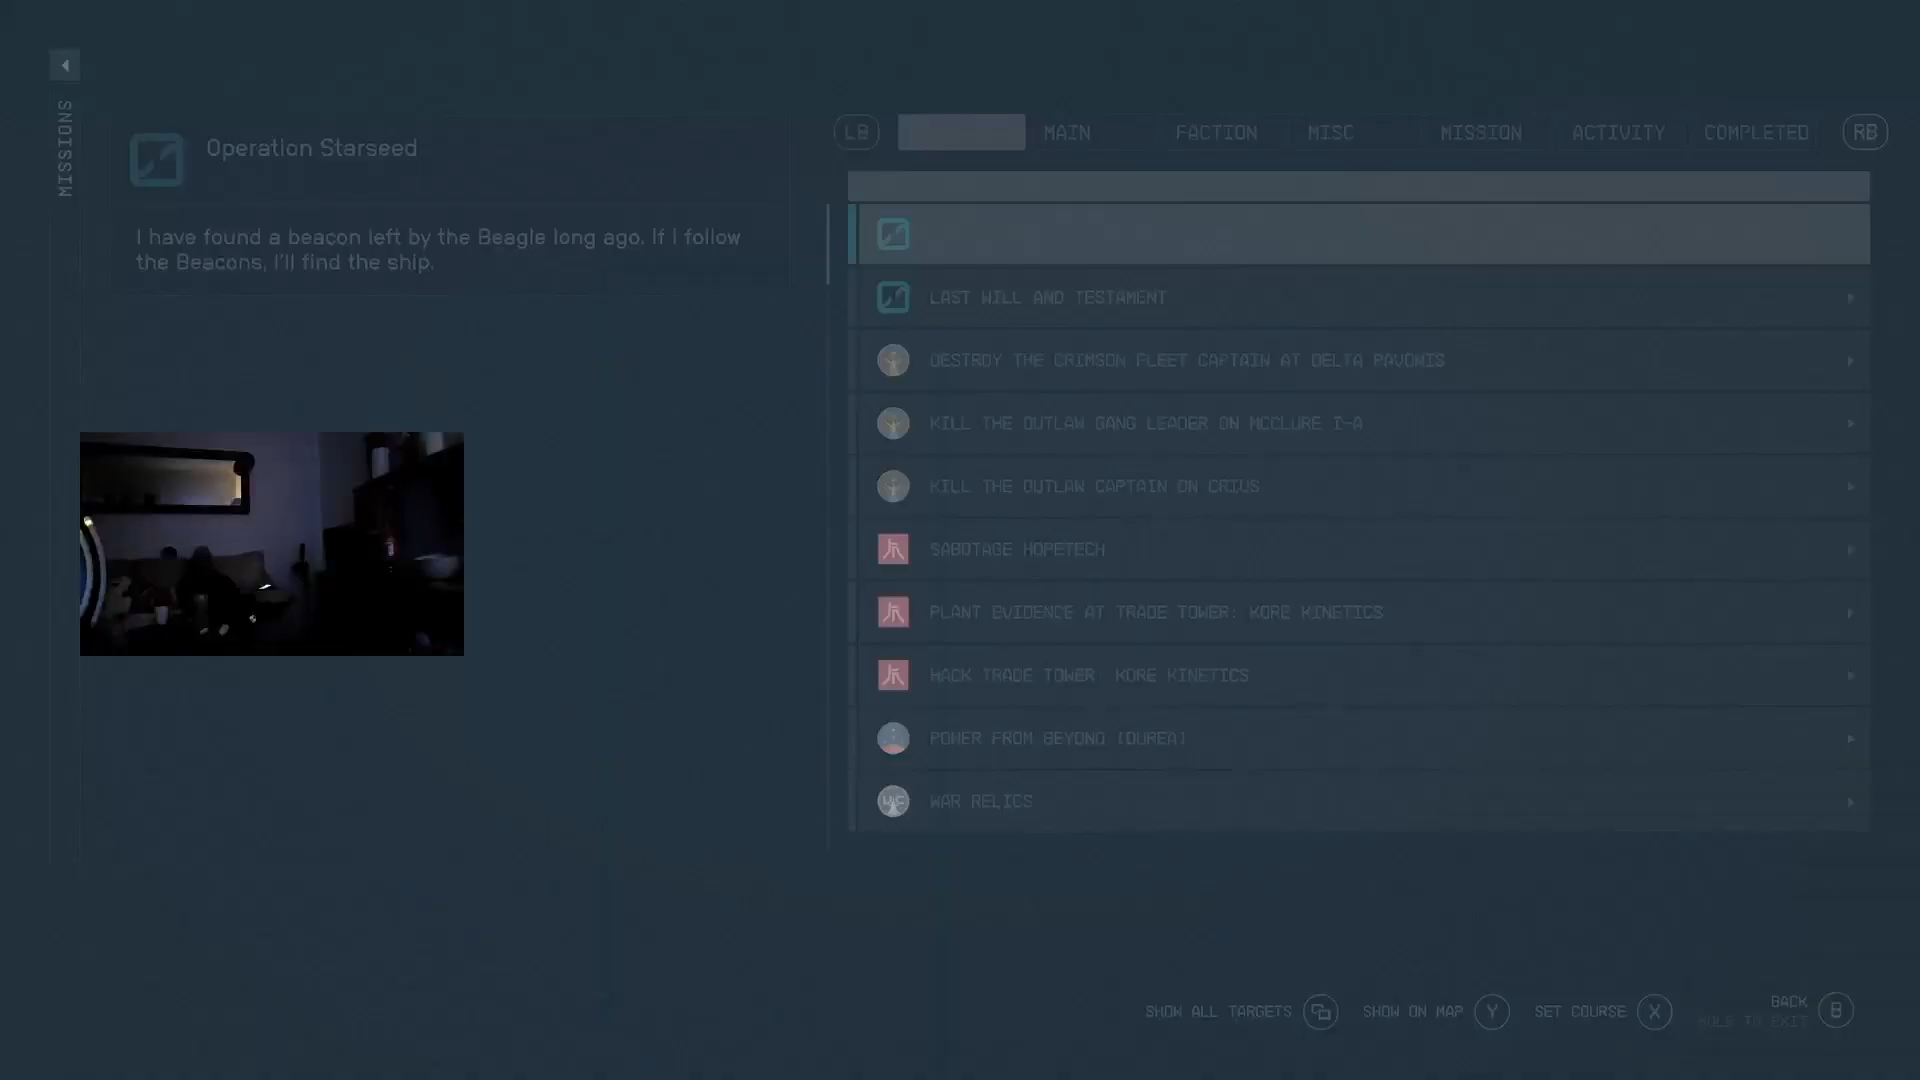 MISSIONS
Operation Starseed
I have found a beacon left by the Beagle long ago. If I follow
the Beacons, I'll find the ship.
LB
MAIN
FACTION
MISC
MISSION
ACTIVITY
COMPLETED
RB
LAST WILL AND TESTAMENT
DESTROY THE CRIMSON FLEET CAPTAIN AT DELTA PAVONIS
KILL THE OUTLAW GANG LEADER ON MCCLURE I-A
KILL THE OUTLAW CAPTAIN ON CRIUS
SABOTAGE HOPETECH
PLANT EVIDENCE AT TRADE TOWER: KORE KINETICS
HACK TRADE TOWER: KORE KINETICS
POWER FROM BEYOND (DUREA)
UC
WAR RELICS
SHOW ALL TARGETS
SHOW ON MAP Y
SET COURSE X
BACK B
HOLD TO EXIT